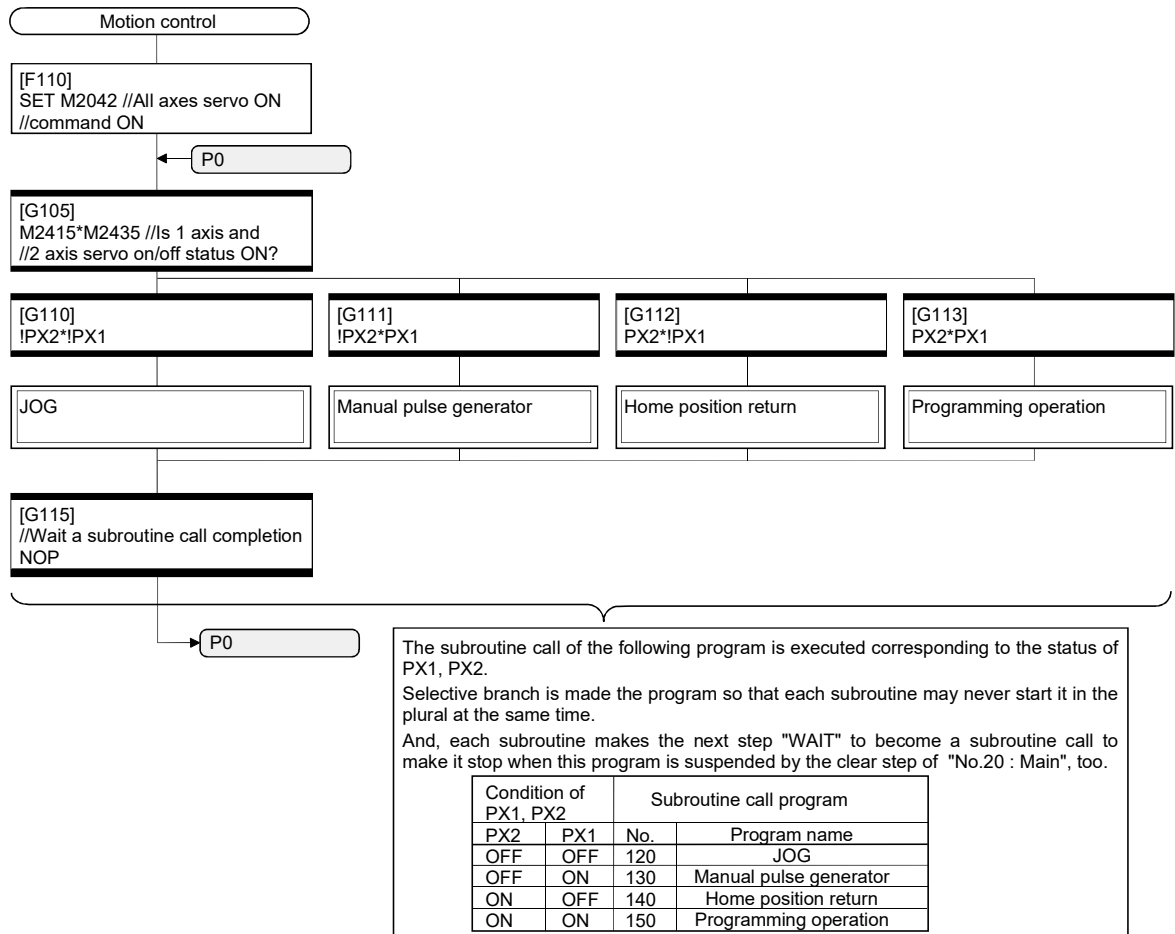 Motion control
[F110]
SET M2042 //All axes servo ON
//command ON
P0
[G105]
M2415*M2435 //Is 1 axis and
//2 axis servo on/off status ON?
[G110]
!PX2*!PX1
[G111]
!PX2*PX1
[G112]
PX2*!PX1
[G113]
PX2*PX1
JOG
Manual pulse generator
Home position return
Programming operation
[G115]
//Wait a subroutine call completion
NOP
P0
The subroutine call of the following program is executed corresponding to the status of
PX1, PX2.
Selective branch is made the program so that each subroutine may never start it in the
plural at the same time.
And, each subroutine makes the next step "WAIT" to become a subroutine call to
make it stop when this program is suspended by the clear step of "No.20 : Main", too.
Condition of
PX1, PX2
Subroutine call program
PX2 PX1 No. Program name
OFF OFF 120 JOG
OFF ON 130 Manual pulse generator
ON OFF 140 Home position return
ON ON 150 Programming operation